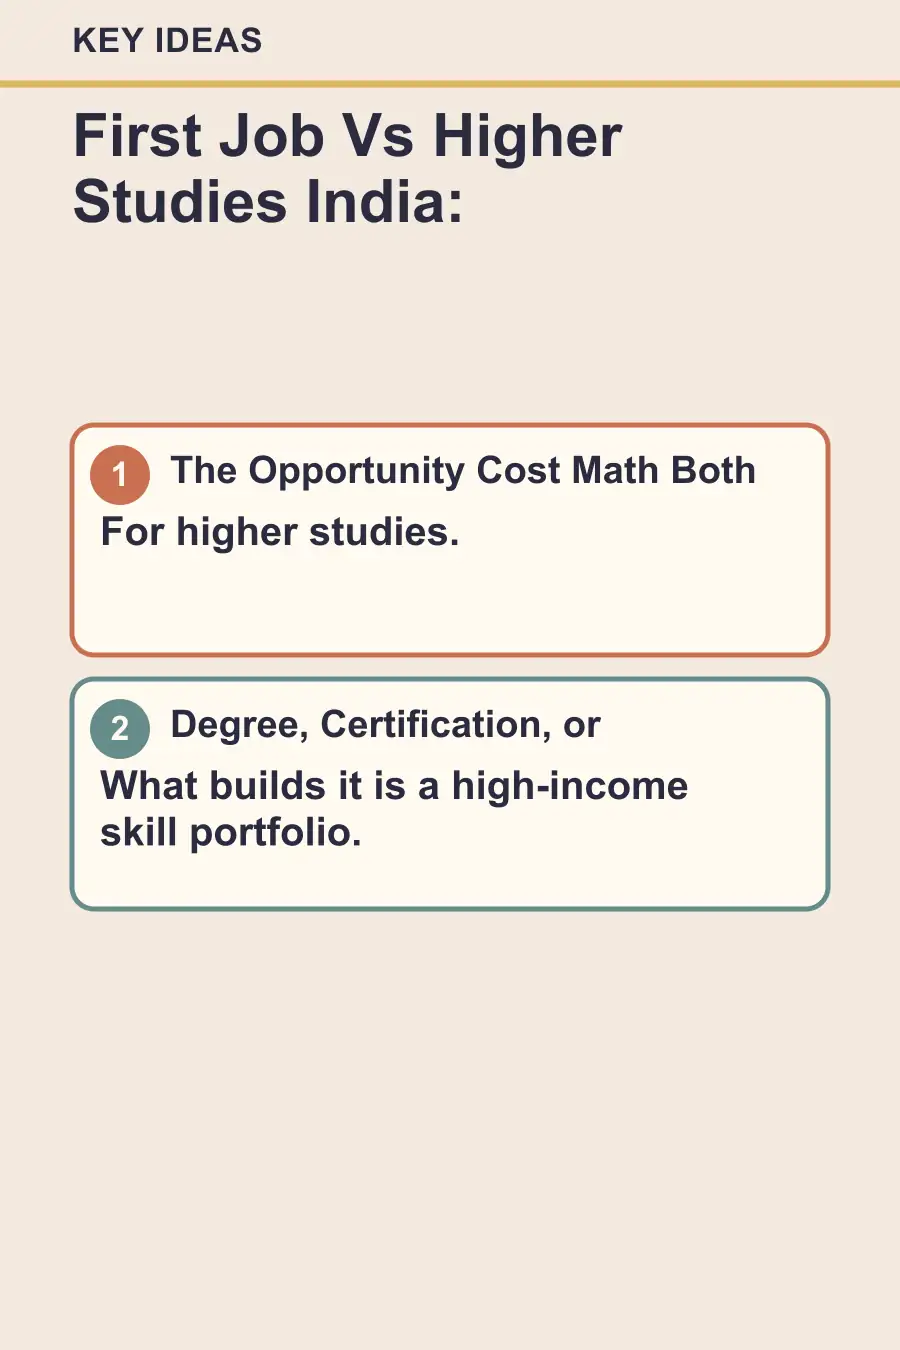 KEY IDEAS
First Job Vs Higher
Studies India:
1 The Opportunity Cost Math Both
For higher studies.
2 Degree, Certification, or
What builds it is a high-income
skill portfolio.